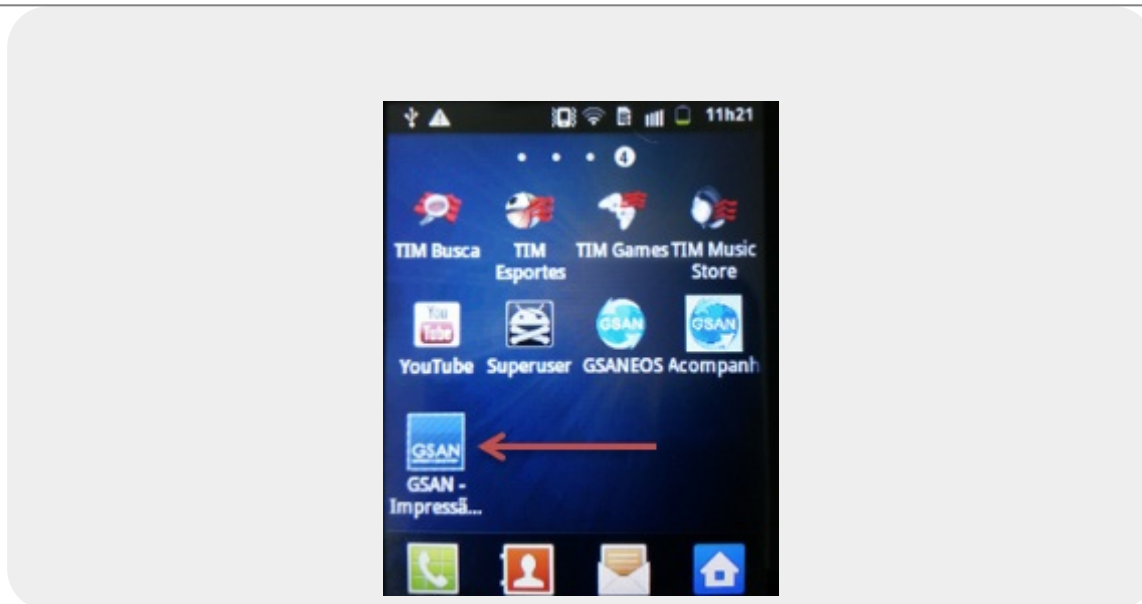 11h21
4
TIM Busca
TIM
Esportes
TIM Games
TIM Music
Store
You
Tube
GSAN
GSAN
YouTube
Superuser
GSANEOS
Acompanh
GSAN
GSAN -
Impressã...